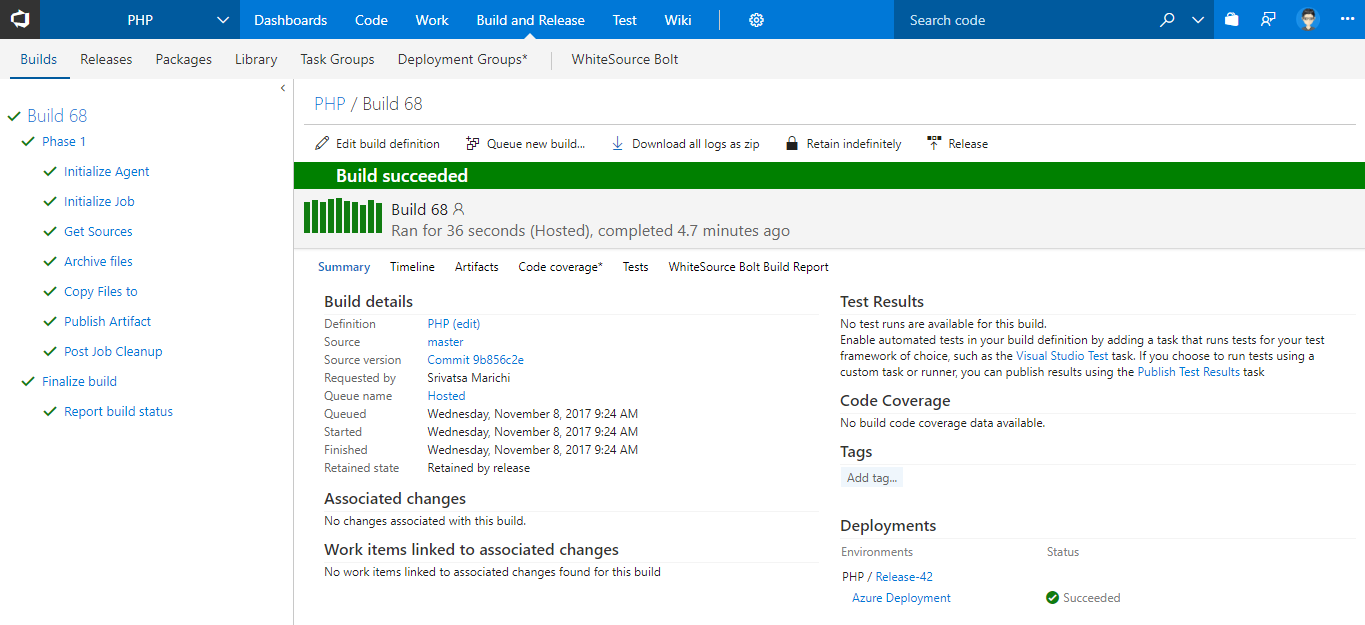 PHP Dashboards Code Work Build and Release Test Wiki Search code
Builds Releases Packages Library Task Groups Deployment Groups* WhiteSource Bolt
Build 68
Phase 1
Initialize Agent
Initialize Job
Get Sources
Archive files
Copy Files to
Publish Artifact
Post Job Cleanup
Finalize build
Report build status
PHP / Build 68
Edit build definition Queue new build... Download all logs as zip Retain indefinitely Release
Build succeeded
Build 68
Ran for 36 seconds (Hosted), completed 4.7 minutes ago
Summary Timeline Artifacts Code coverage* Tests WhiteSource Bolt Build Report
Build details
Definition PHP (edit)
Source master
Source version Commit 9b856c2e
Requested by Srivatsa Marichi
Queue name Hosted
Queued Wednesday, November 8, 2017 9:24 AM
Started Wednesday, November 8, 2017 9:24 AM
Finished Wednesday, November 8, 2017 9:24 AM
Retained state Retained by release
Associated changes
No changes associated with this build.
Work items linked to associated changes
No work items linked to associated changes found for this build
Test Results
No test runs are available for this build.
Enable automated tests in your build definition by adding a task that runs tests for your test
framework of choice, such as the Visual Studio Test task. If you choose to run tests using a
custom task or runner, you can publish results using the Publish Test Results task
Code Coverage
No build code coverage data available.
Tags
Add tag...
Deployments
Environments Status
PHP / Release-42
Azure Deployment Succeeded